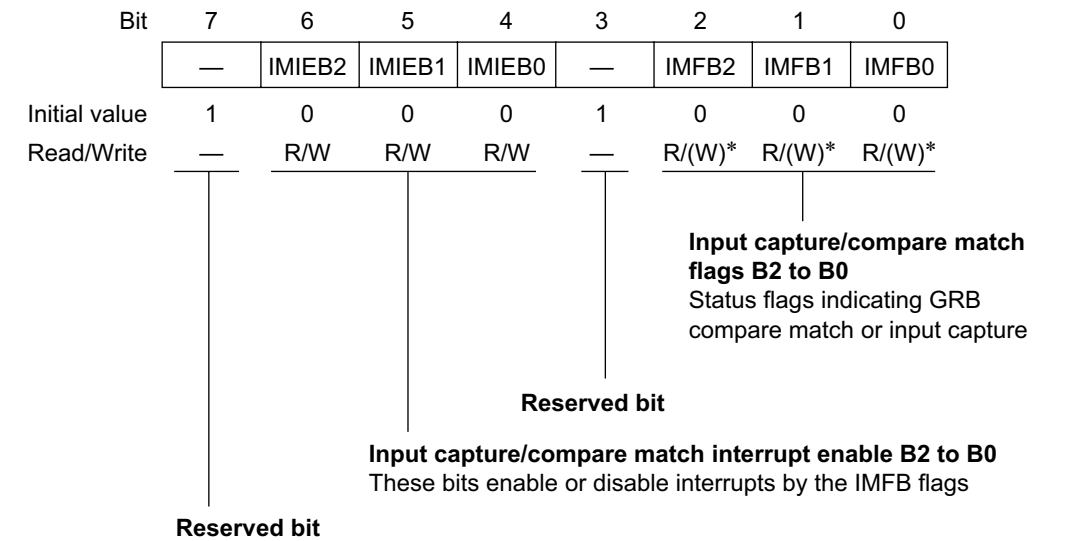 Bit 7 6 5 4 3 2 1 0
— IMIEB2 IMIEB1 IMIEB0 — IMFB2 IMFB1 IMFB0
Initial value 1 0 0 0 1 0 0 0
Read/Write — R/W R/W R/W — R/(W)* R/(W)* R/(W)*
Input capture/compare match
flags B2 to B0
Status flags indicating GRB
compare match or input capture
Reserved bit
Input capture/compare match interrupt enable B2 to B0
These bits enable or disable interrupts by the IMFB flags
Reserved bit